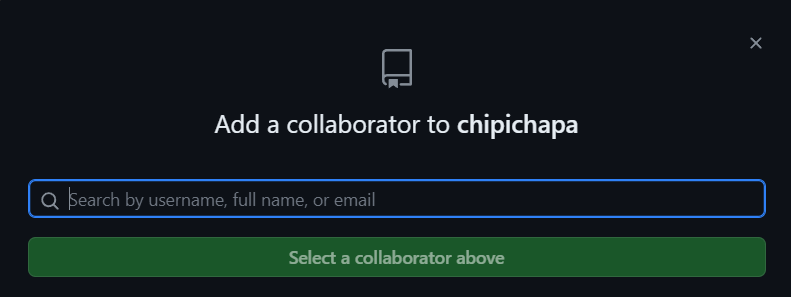 Add a collaborator to chipichapa
Search by username, full name, or email
Select a collaborator above